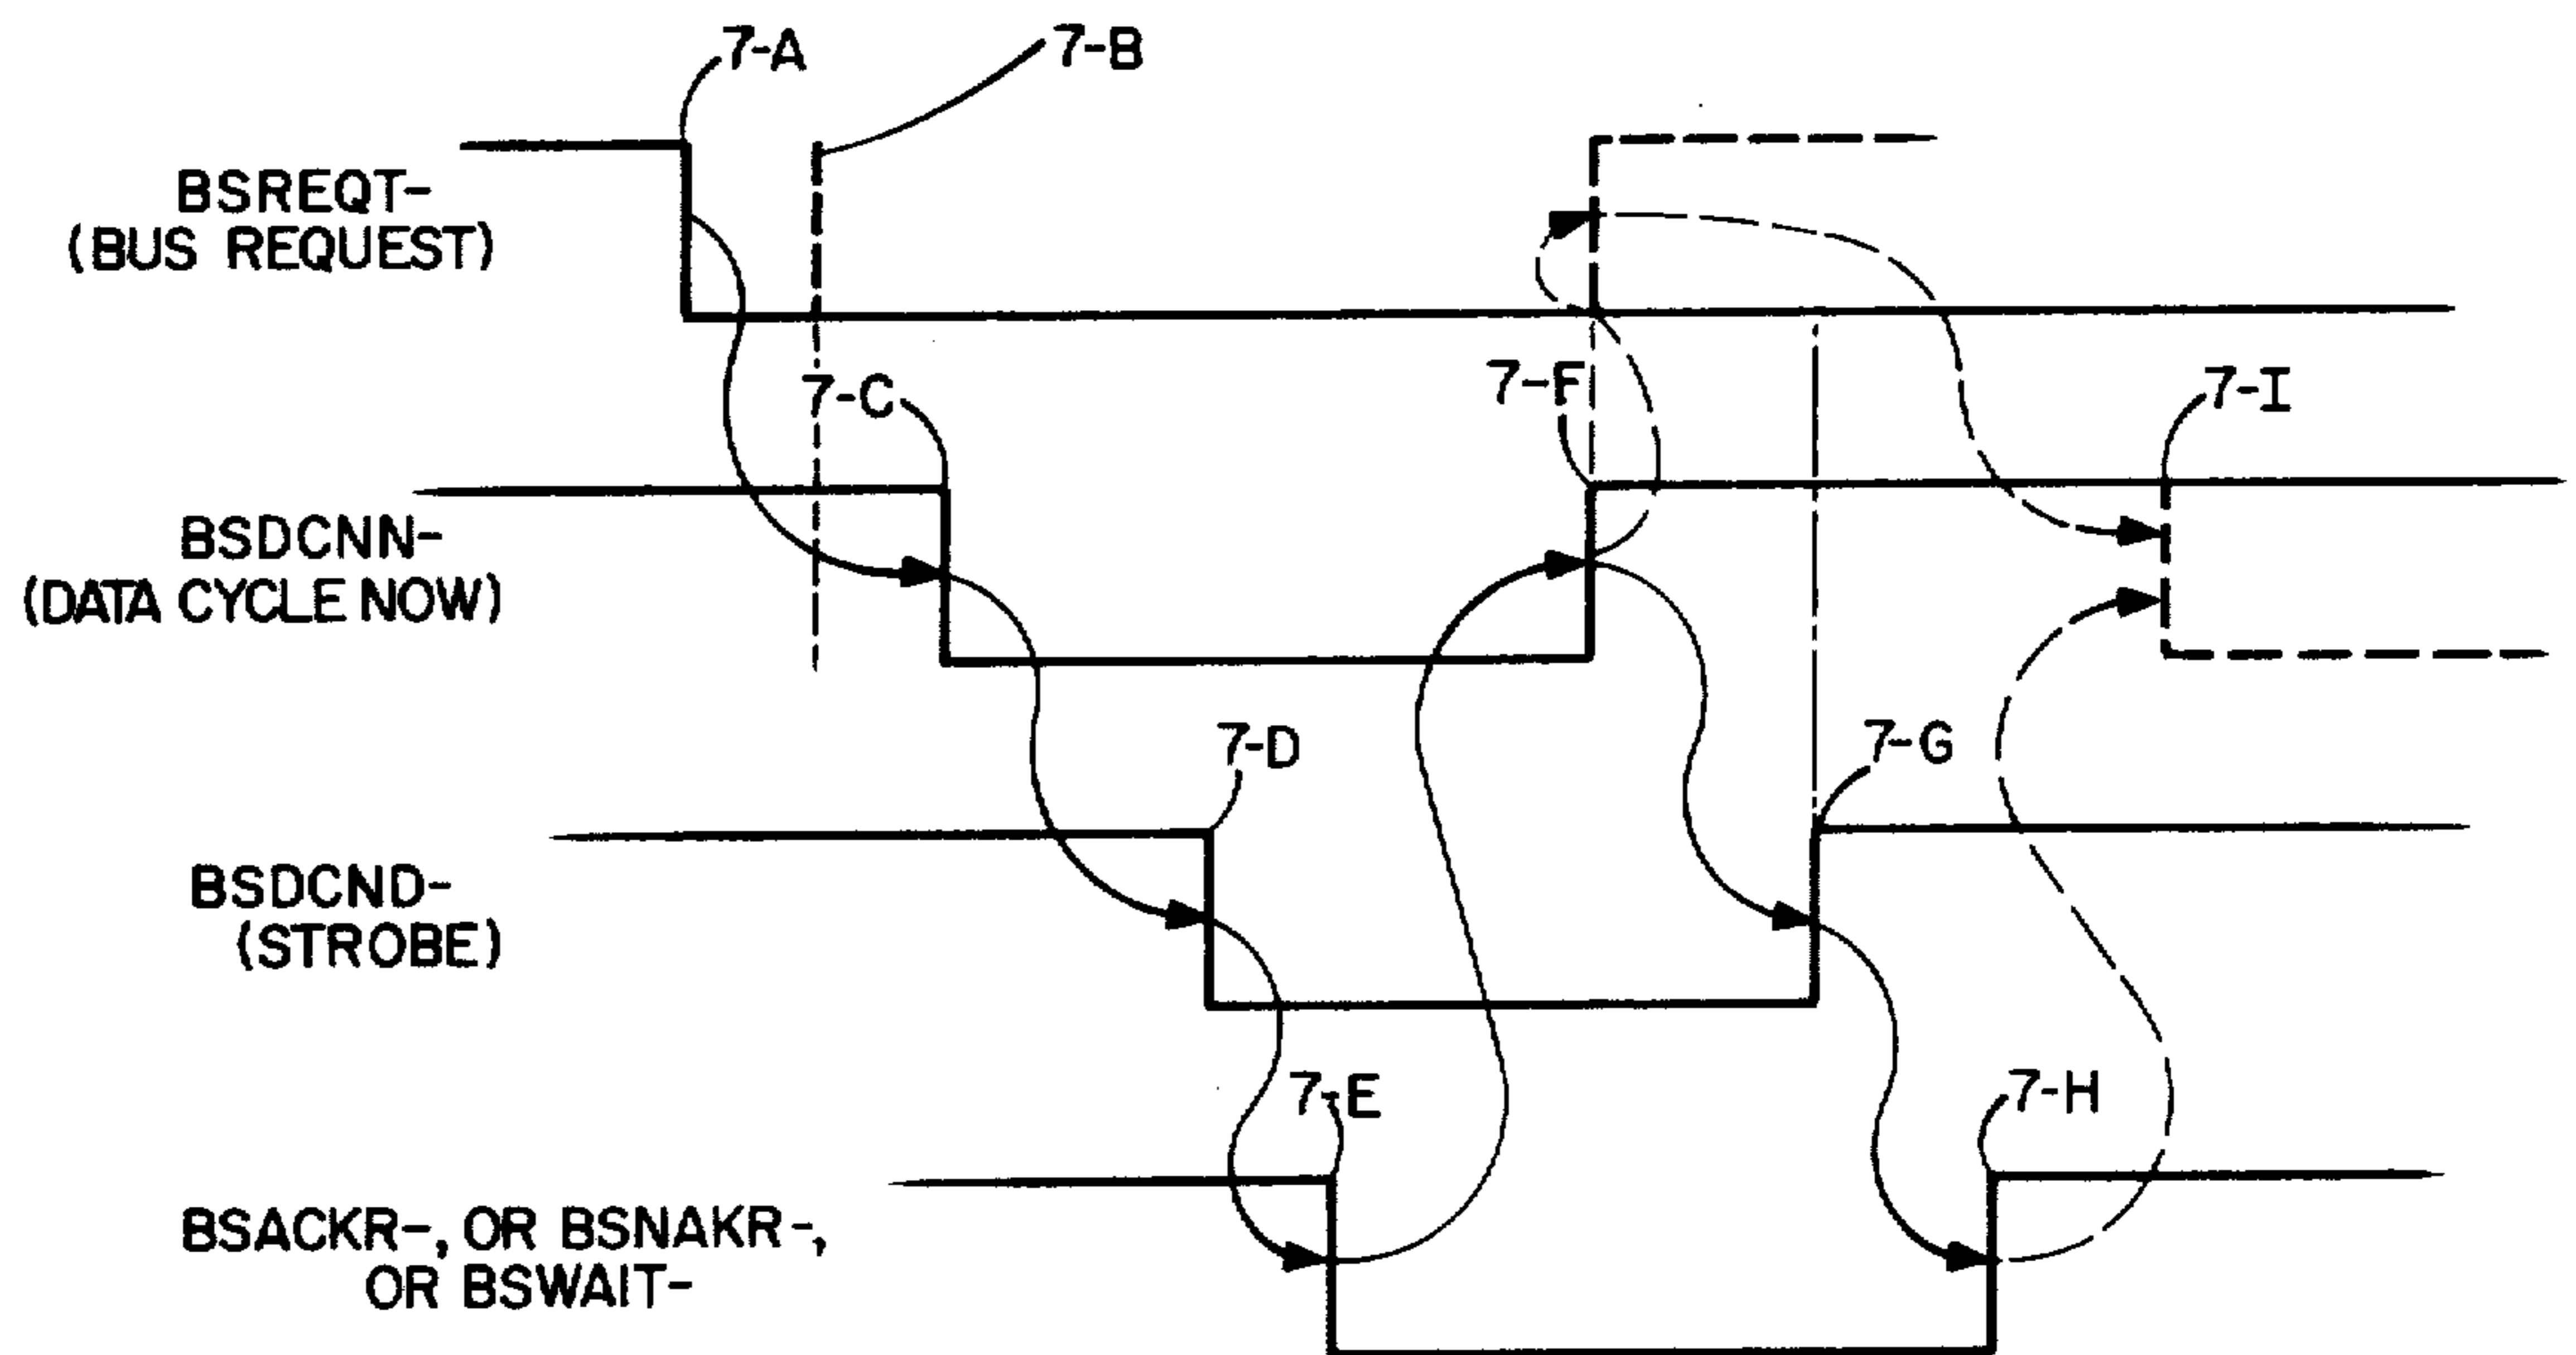 7-A
7-B
BSREQT-
(BUS REQUEST)
7-C
7-F
7-I
BSDCNN-
(DATA CYCLE NOW)
7-D
7-G
BSDCND-
(STROBE)
7-E
7-H
BSACKR-, OR BSNAKR-,
OR BSWAIT-